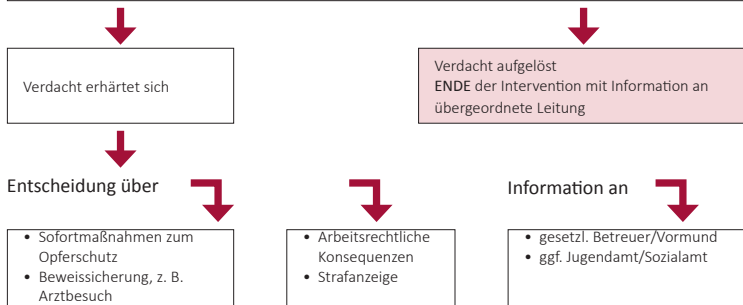 Verdacht erhärtet sich
Verdacht aufgelöst
ENDE der Intervention mit Information an
übergeordnete Leitung
Entscheidung über
Information an
• Sofortmaßnahmen zum
Opferschutz
• Beweissicherung, z. B.
Arztbesuch
• Arbeitsrechtliche
Konsequenzen
• Strafanzeige
• gesetzl. Betreuer/Vormund
• ggf. Jugendamt/Sozialamt